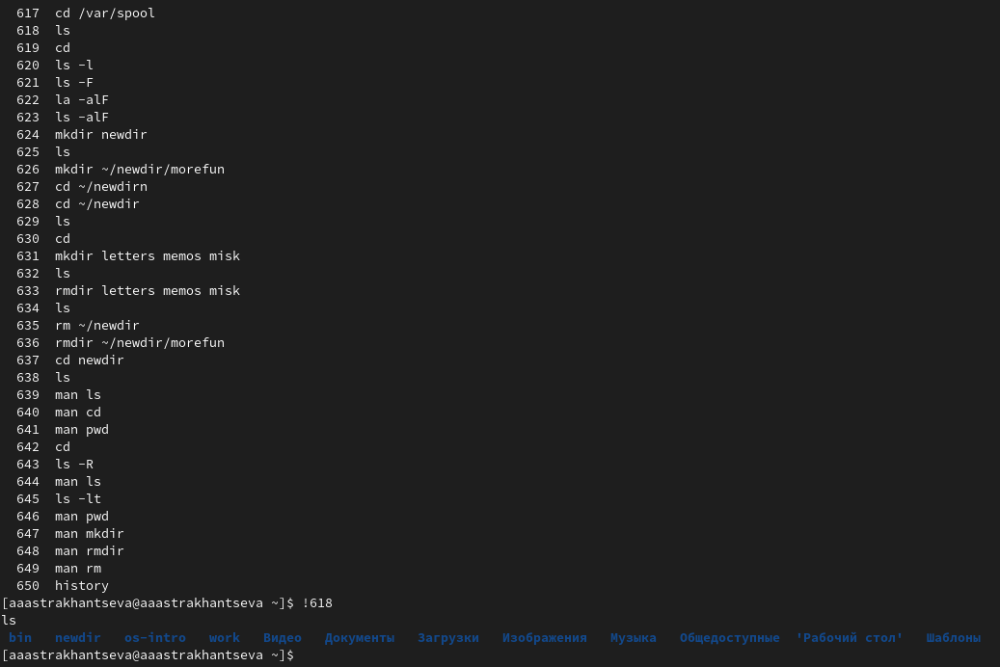 617  cd /var/spool
618  ls
619  cd
620  ls -l
621  ls -F
622  la -alF
623  ls -alF
624  mkdir newdir
625  ls
626  mkdir ~/newdir/morefun
627  cd ~/newdirn
628  cd ~/newdir
629  ls
630  cd
631  mkdir letters memos misk
632  ls
633  rmdir letters memos misk
634  ls
635  rm ~/newdir
636  rmdir ~/newdir/morefun
637  cd newdir
638  ls
639  man ls
640  man cd
641  man pwd
642  cd
643  ls -R
644  man ls
645  ls -lt
646  man pwd
647  man mkdir
648  man rmdir
649  man rm
650  history
[aaastrakhantseva@aaastrakhantseva ~]$ !618
ls
bin   newdir   os-intro   work   Видео   Документы   Загрузки   Изображения   Музыка   Общедоступные  'Рабочий стол'   Шаблоны
[aaastrakhantseva@aaastrakhantseva ~]$